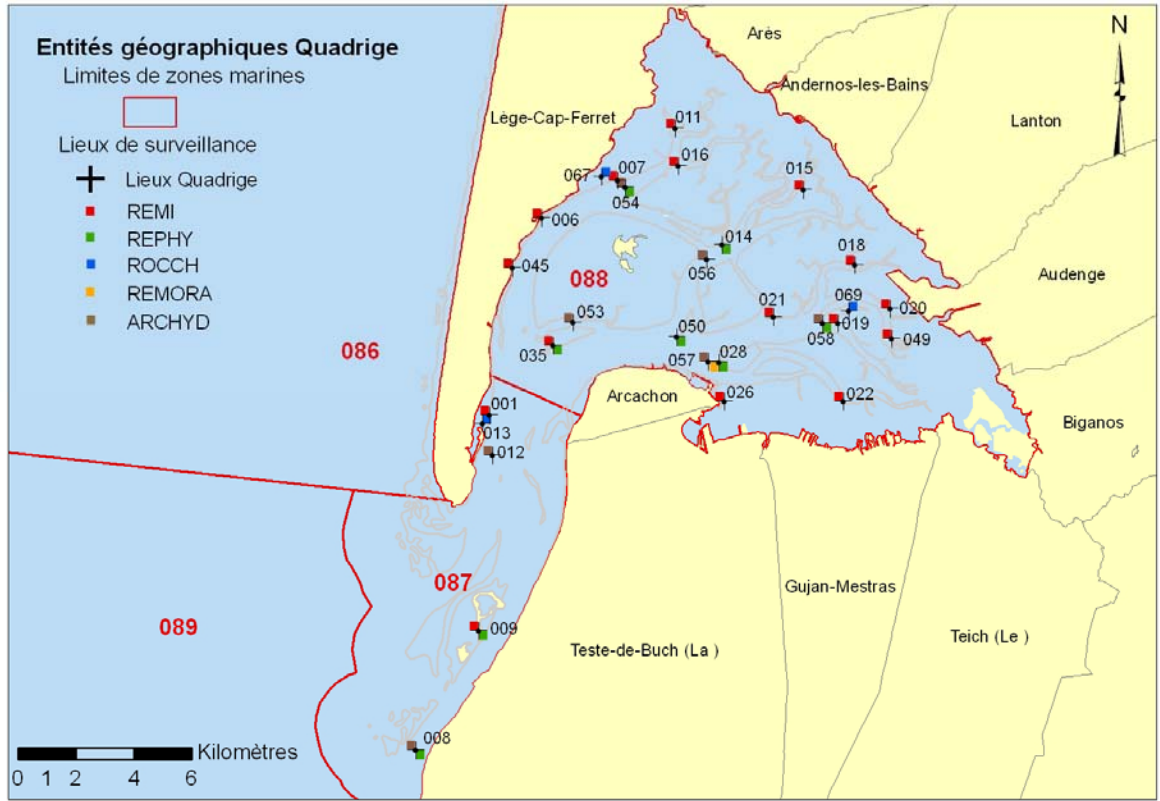 Entités géographiques Quadrige
Limites de zones marines
Lieux de surveillance
Lieux Quadrige
REMI
REPHY
ROCCH
REMORA
ARCHYD
N
Arès
Andernos-les-Bains
Lège-Cap-Ferret
Lanton
011
016
067
007
015
054
006
014
018
045
056
088
Audenge
069
020
021
053
019
058
050
049
035
086
057
028
026
022
Arcachon
001
Biganos
013
012
087
Gujan-Mestras
089
009
Teste-de-Buch (La )
Teich (Le )
008
Kilomètres
0 1 2 4 6